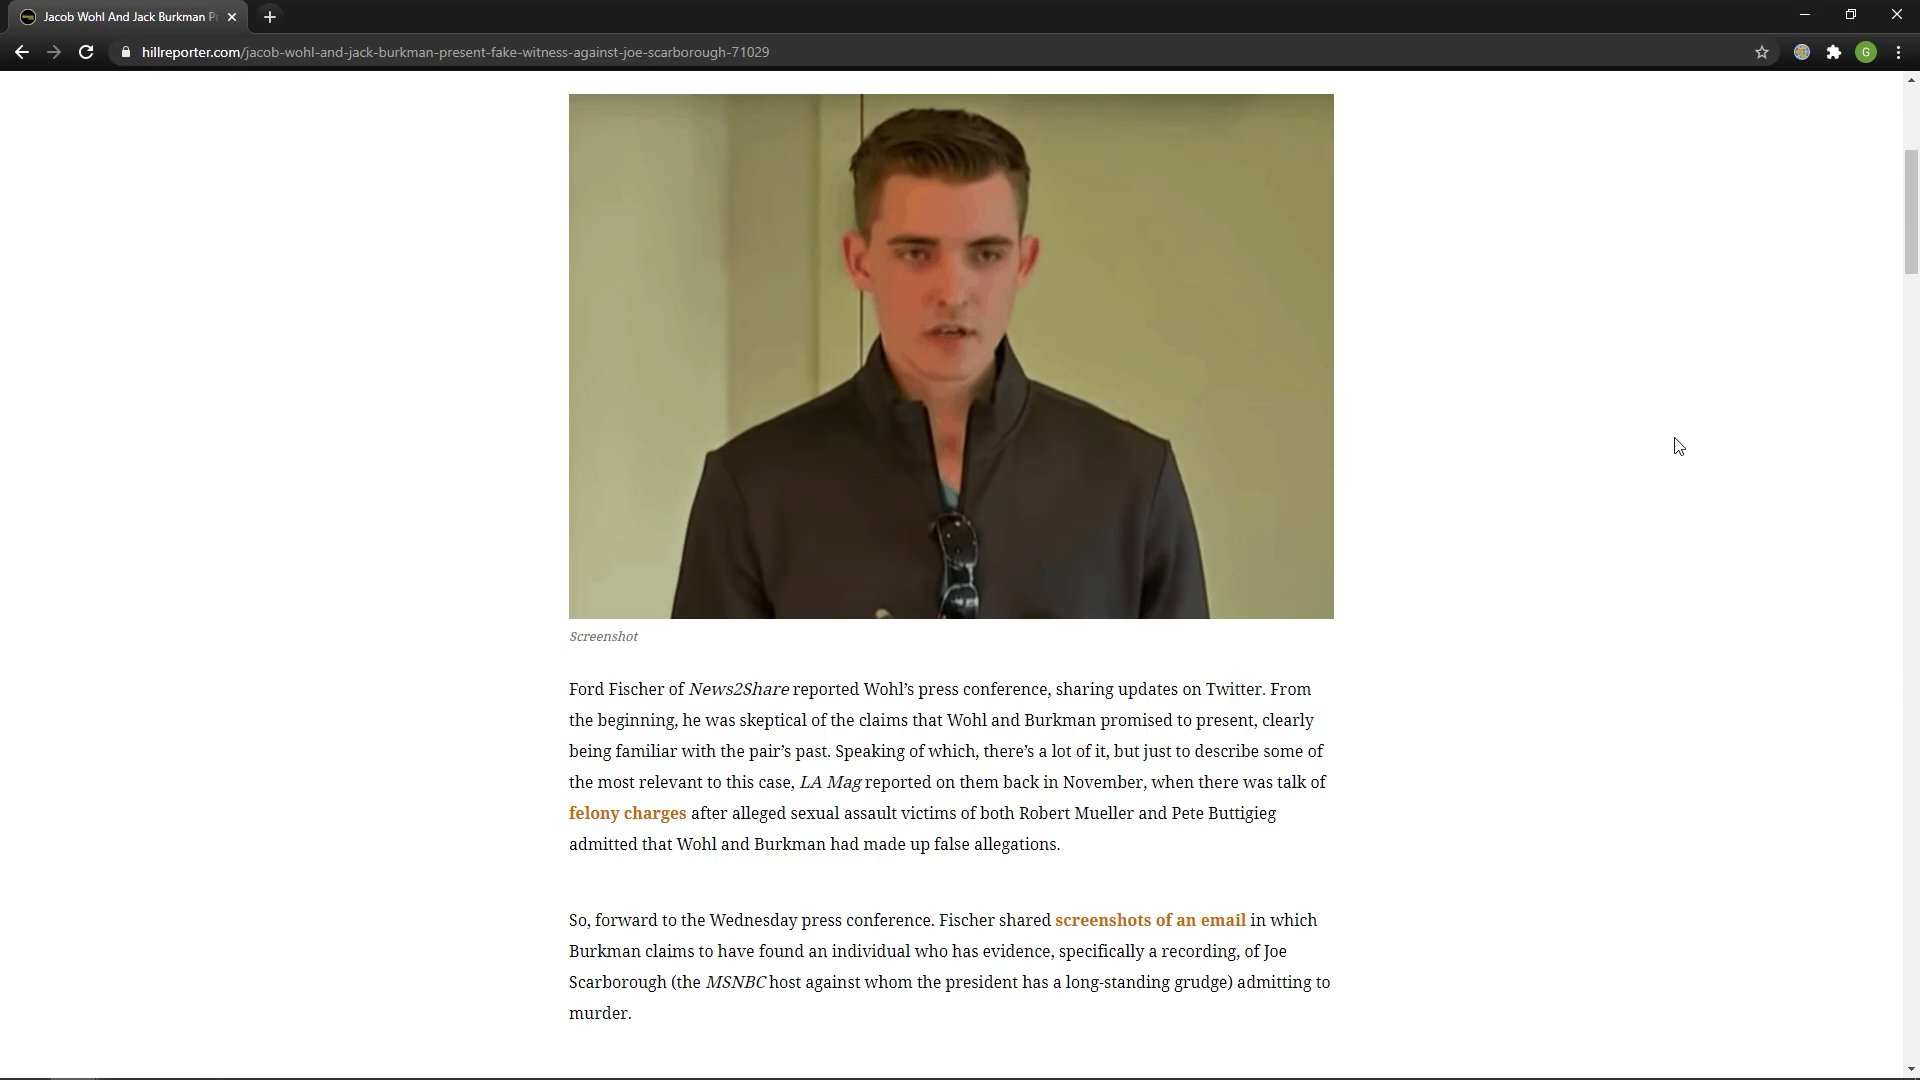 Jacob Wohl And Jack Burkman P
hillreporter.com/jacob-wohl-and-jack-burkman-present-fake-witness-against-joe-scarborough-71029
G
Screenshot
Ford Fischer of News2Share reported Wohl’s press conference, sharing updates on Twitter. From
the beginning, he was skeptical of the claims that Wohl and Burkman promised to present, clearly
being familiar with the pair’s past. Speaking of which, there’s a lot of it, but just to describe some of
the most relevant to this case, LA Mag reported on them back in November, when there was talk of
felony charges after alleged sexual assault victims of both Robert Mueller and Pete Buttigieg
admitted that Wohl and Burkman had made up false allegations.
So, forward to the Wednesday press conference. Fischer shared screenshots of an email in which
Burkman claims to have found an individual who has evidence, specifically a recording, of Joe
Scarborough (the MSNBC host against whom the president has a long-standing grudge) admitting to
murder.